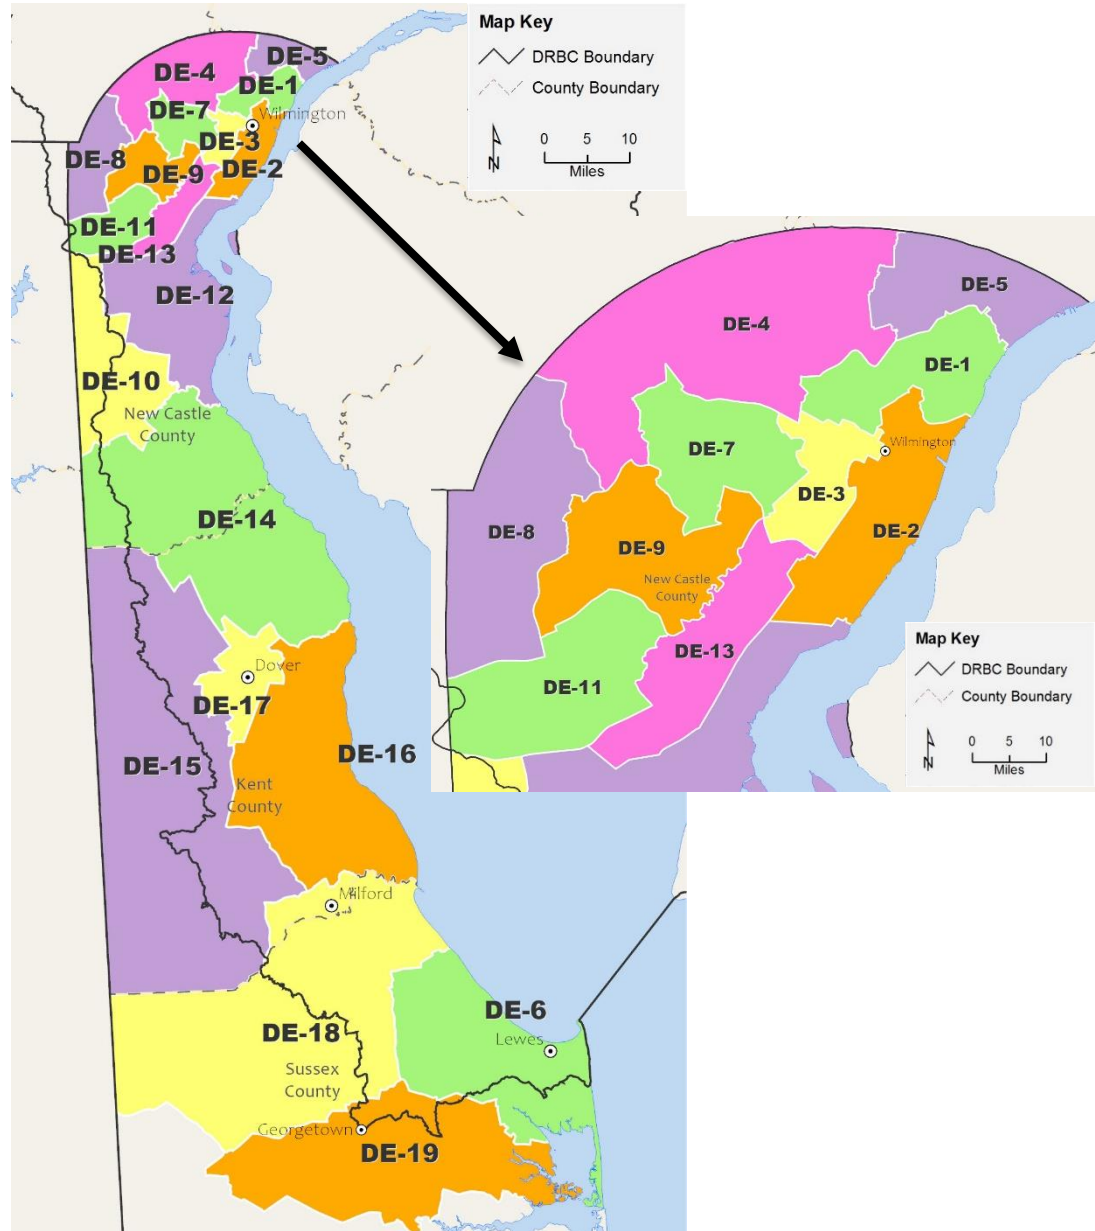 Map Key
DRBC Boundary
County Boundary
N
0 5 10
Miles
DE-5
DE-4
DE-1
DE-7
Wilmington
DE-3
DE-8
DE-9
DE-2
DE-11
DE-13
DE-12
DE-10
New Castle
County
DE-14
Dover
DE-17
DE-16
DE-15
Kent
County
Milford
DE-6
DE-18
Lewes
Sussex
County
Georgetown
DE-19
DE-5
DE-4
DE-1
DE-7
Wilmington
DE-3
DE-8
DE-2
DE-9
New Castle
County
DE-13
DE-11
Map Key
DRBC Boundary
County Boundary
N
0 5 10
Miles